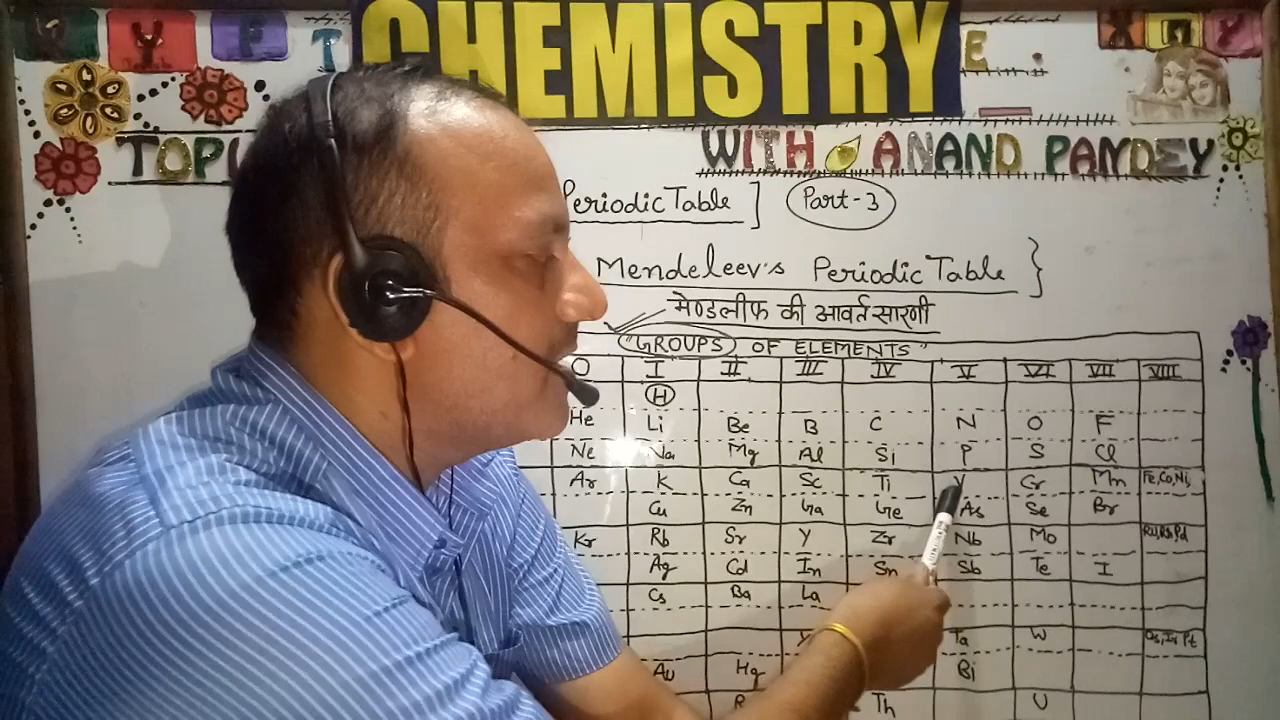 CHEMISTRY
WITH ANAND PANDEY
Periodic Table ] Part-3
Mendeleev's Periodic Table }
मेण्डलीफ की आवर्त सारणी
"GROUPS OF ELEMENTS"
O I II III IV V VI VII VIII
H
He Li Be B C N O F
Ne Na Mg Al Si P S Cl
Ar K Ca Sc Ti V Cr Mn Fe,Co,Ni,
Cu Zn Ga Ge As Se Br
Kr Rb Sr Y Zr Nb Mo Ru,Rh,Pd
Ag Cd In Sn Sb Te I
Cs Ba La
Ta W Os,Ir,Pt
Au Hg Bi
Th U